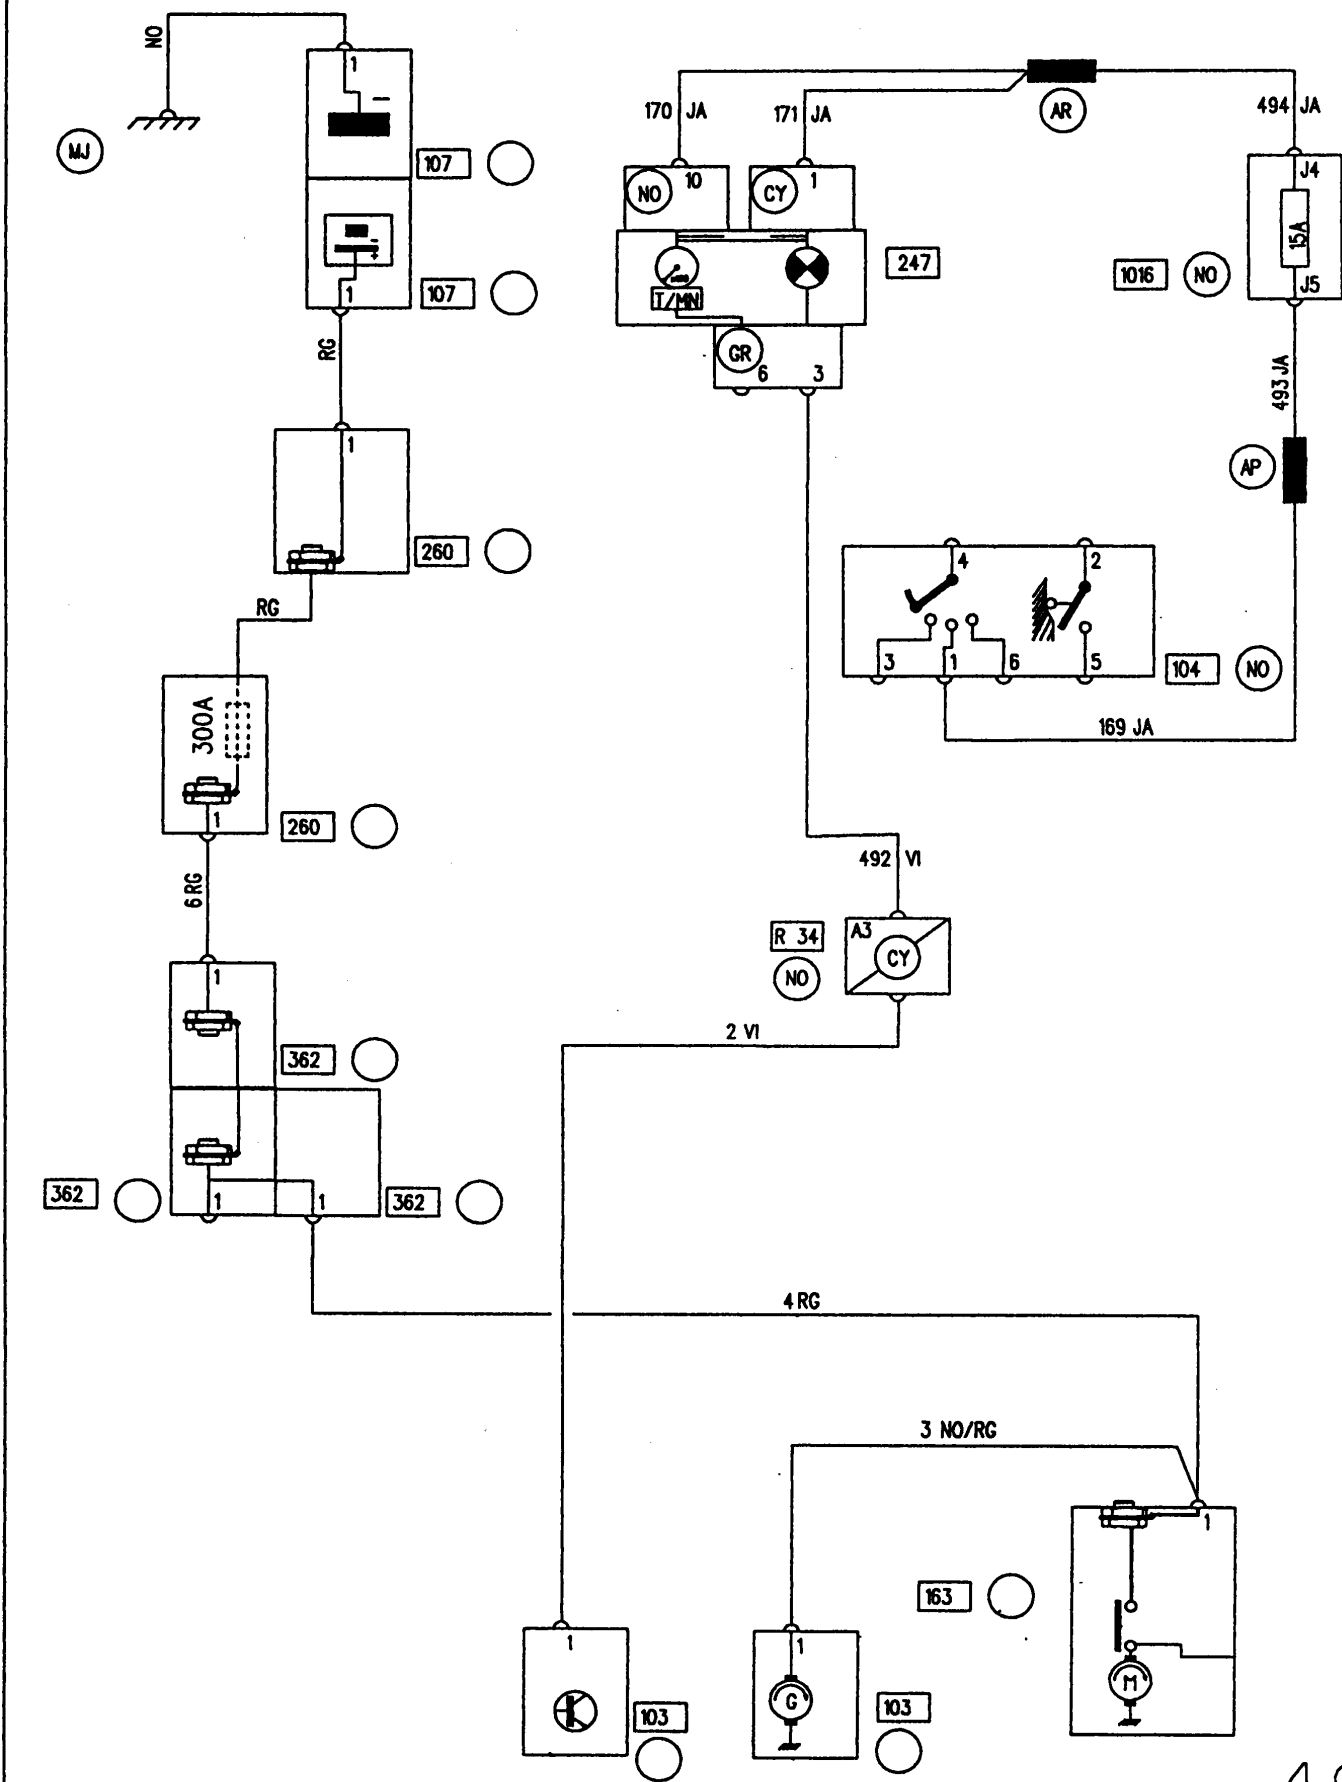 NO
1
−
MJ
107
−
+
1
107
RG
1
260
RG
300A
1
260
6 RG
1
362
362
1
1
362
170 JA
171 JA
AR
494 JA
NO
10
CY
1
247
T/MN
GR
6
3
1016
NO
J4
15A
J5
493 JA
AP
4
2
3
1
6
5
104
NO
169 JA
492 VI
R 34
NO
A3
CY
2 VI
4 RG
3 NO/RG
1
163
M
1
103
1
G
103